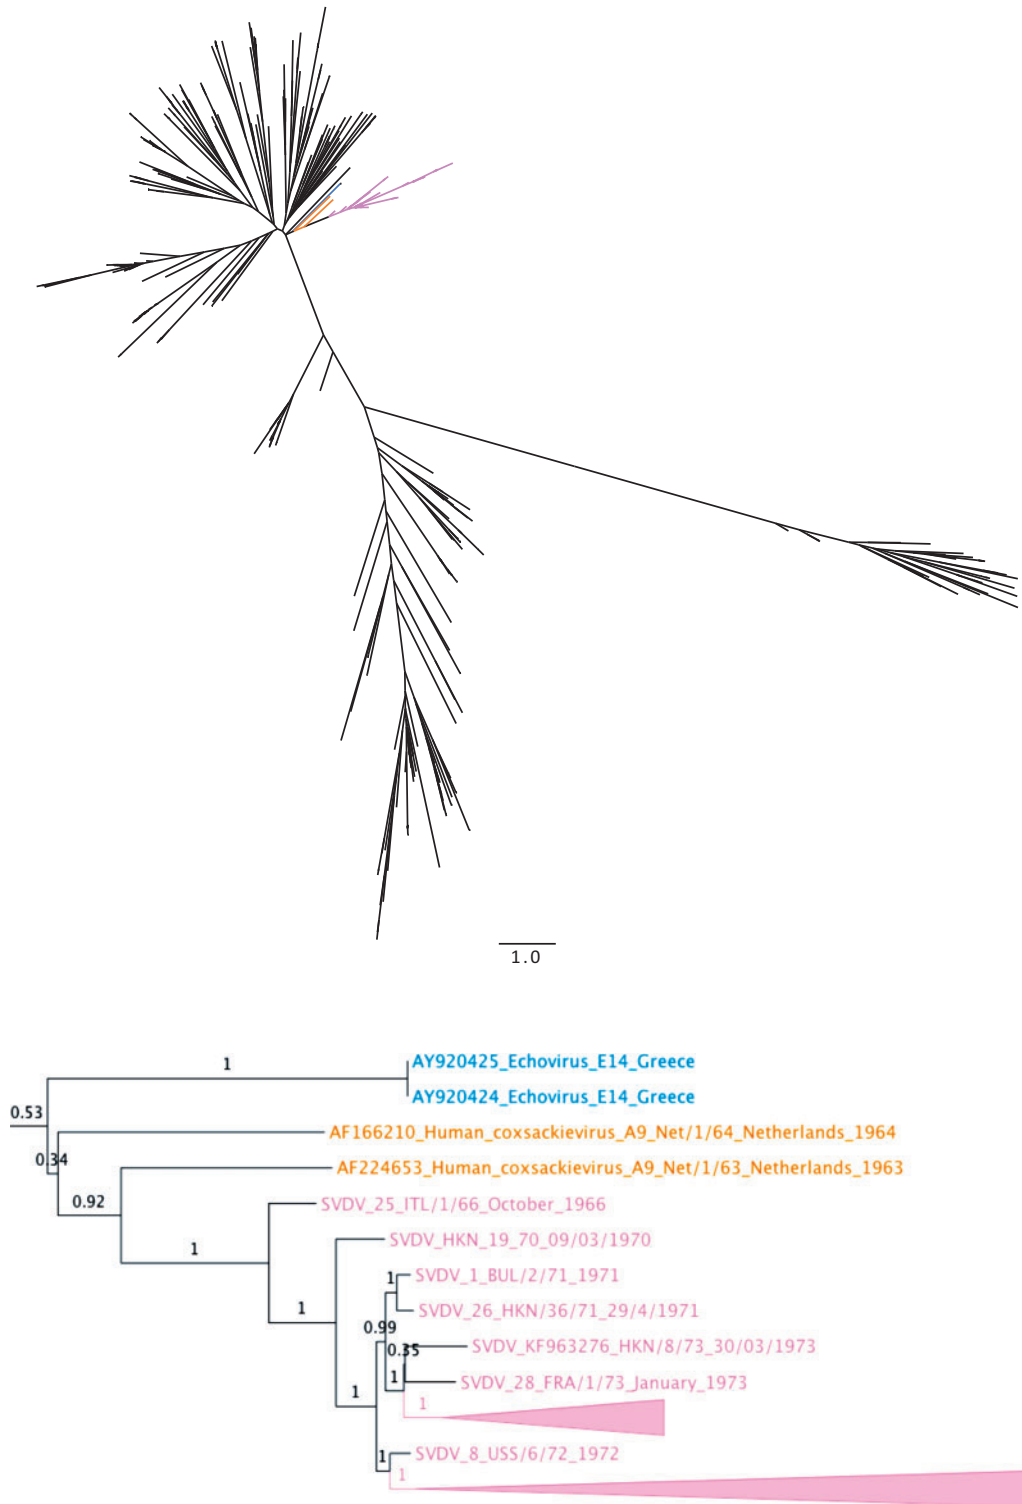 1.0
1
AY920425_Echovirus_E14_Greece
AY920424_Echovirus_E14_Greece
0.53
AF166210_Human_coxsackievirus_A9_Net/1/64_Netherlands_1964
0.34
AF224653_Human_coxsackievirus_A9_Net/1/63_Netherlands_1963
0.92
SVDV_25_ITL/1/66_October_1966
1
SVDV_HKN_19_70_09/03/1970
1
SVDV_1_BUL/2/71_1971
1
SVDV_26_HKN/36/71_29/4/1971
0.99
SVDV_KF963276_HKN/8/73_30/03/1973
0.35
SVDV_28_FRA/1/73_January_1973
1
1
1
SVDV_8_USS/6/72_1972
1
1